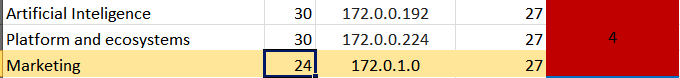 Artificial Inteligence 30 172.0.0.192 27
Platform and ecosystems 30 172.0.0.224 27 4
Marketing 24 172.0.1.0 27